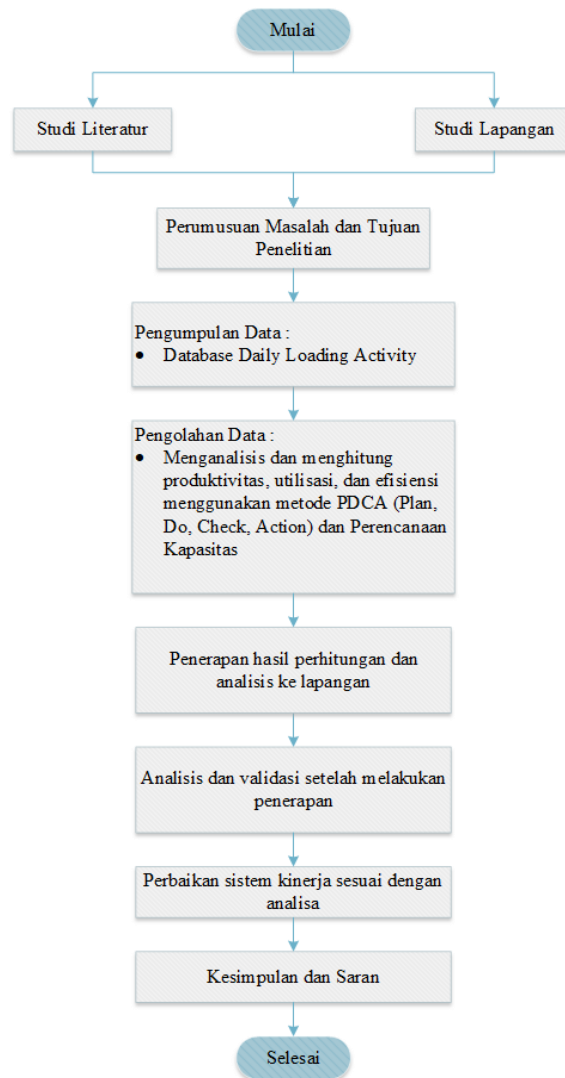 Mulai
Studi Literatur
Studi Lapangan
Perumusuan Masalah dan Tujuan
Penelitian
Pengumpulan Data :
• Database Daily Loading Activity
Pengolahan Data :
• Menganalisis dan menghitung
produktivitas, utilisasi, dan efisiensi
menggunakan metode PDCA (Plan,
Do, Check, Action) dan Perencanaan
Kapasitas
Penerapan hasil perhitungan dan
analisis ke lapangan
Analisis dan validasi setelah melakukan
penerapan
Perbaikan sistem kinerja sesuai dengan
analisa
Kesimpulan dan Saran
Selesai